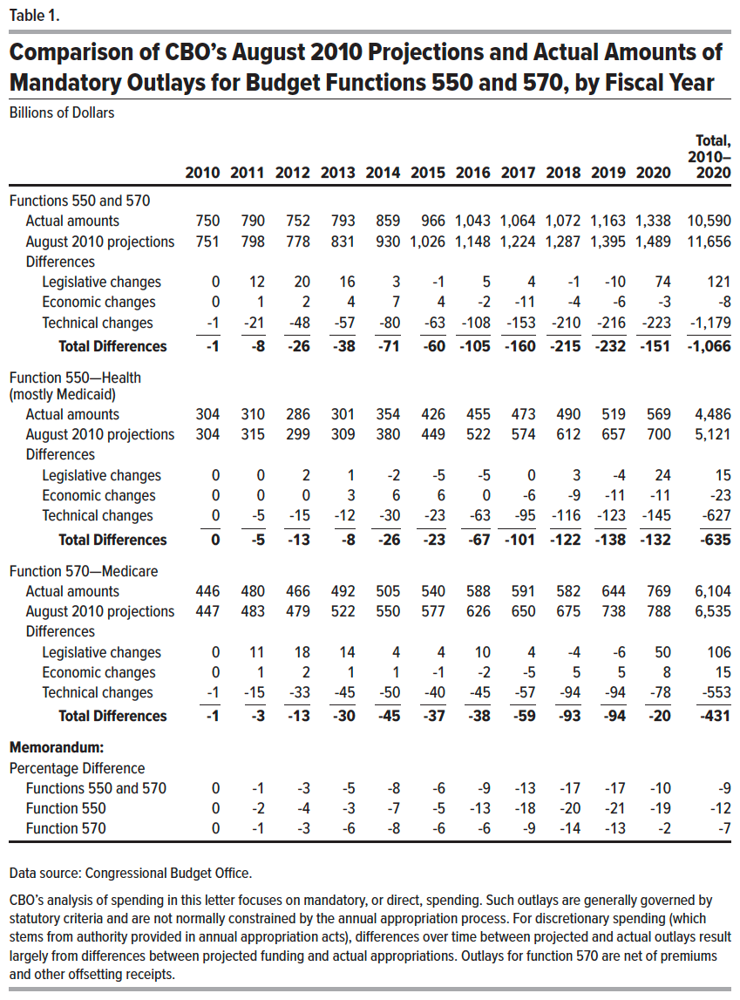 Table 1.
Comparison of CBO’s August 2010 Projections and Actual Amounts of
Mandatory Outlays for Budget Functions 550 and 570, by Fiscal Year
Billions of Dollars
Total,
2010–
2010 2011 2012 2013 2014 2015 2016 2017 2018 2019 2020 2020
Functions 550 and 570
Actual amounts 750 790 752 793 859 966 1,043 1,064 1,072 1,163 1,338 10,590
August 2010 projections 751 798 778 831 930 1,026 1,148 1,224 1,287 1,395 1,489 11,656
Differences
Legislative changes 0 12 20 16 3 -1 5 4 -1 -10 74 121
Economic changes 0 1 2 4 7 4 -2 -11 -4 -6 -3 -8
Technical changes -1 -21 -48 -57 -80 -63 -108 -153 -210 -216 -223 -1,179
Total Differences -1 -8 -26 -38 -71 -60 -105 -160 -215 -232 -151 -1,066
Function 550—Health
(mostly Medicaid)
Actual amounts 304 310 286 301 354 426 455 473 490 519 569 4,486
August 2010 projections 304 315 299 309 380 449 522 574 612 657 700 5,121
Differences
Legislative changes 0 0 2 1 -2 -5 -5 0 3 -4 24 15
Economic changes 0 0 0 3 6 6 0 -6 -9 -11 -11 -23
Technical changes 0 -5 -15 -12 -30 -23 -63 -95 -116 -123 -145 -627
Total Differences 0 -5 -13 -8 -26 -23 -67 -101 -122 -138 -132 -635
Function 570—Medicare
Actual amounts 446 480 466 492 505 540 588 591 582 644 769 6,104
August 2010 projections 447 483 479 522 550 577 626 650 675 738 788 6,535
Differences
Legislative changes 0 11 18 14 4 4 10 4 -4 -6 50 106
Economic changes 0 1 2 1 1 -1 -2 -5 5 5 8 15
Technical changes -1 -15 -33 -45 -50 -40 -45 -57 -94 -94 -78 -553
Total Differences -1 -3 -13 -30 -45 -37 -38 -59 -93 -94 -20 -431
Memorandum:
Percentage Difference
Functions 550 and 570 0 -1 -3 -5 -8 -6 -9 -13 -17 -17 -10 -9
Function 550 0 -2 -4 -3 -7 -5 -13 -18 -20 -21 -19 -12
Function 570 0 -1 -3 -6 -8 -6 -6 -9 -14 -13 -2 -7
Data source: Congressional Budget Office.
CBO’s analysis of spending in this letter focuses on mandatory, or direct, spending. Such outlays are generally governed by
statutory criteria and are not normally constrained by the annual appropriation process. For discretionary spending (which
stems from authority provided in annual appropriation acts), differences over time between projected and actual outlays result
largely from differences between projected funding and actual appropriations. Outlays for function 570 are net of premiums
and other offsetting receipts.